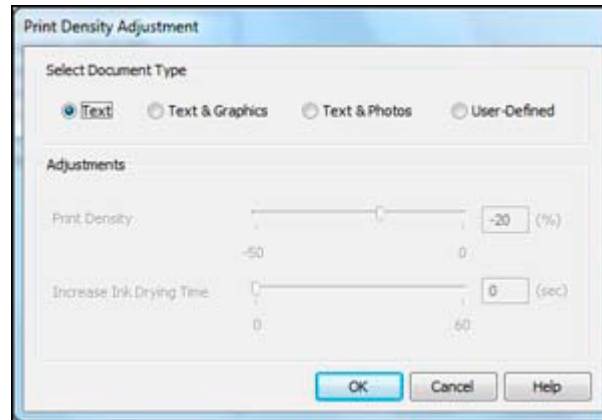 Print Density Adjustment
Select Document Type
Text Text & Graphics Text & Photos User-Defined
Adjustments
Print Density -20 (%)
-50 0
Increase Ink Drying Time 0 (sec)
0 60
OK Cancel Help